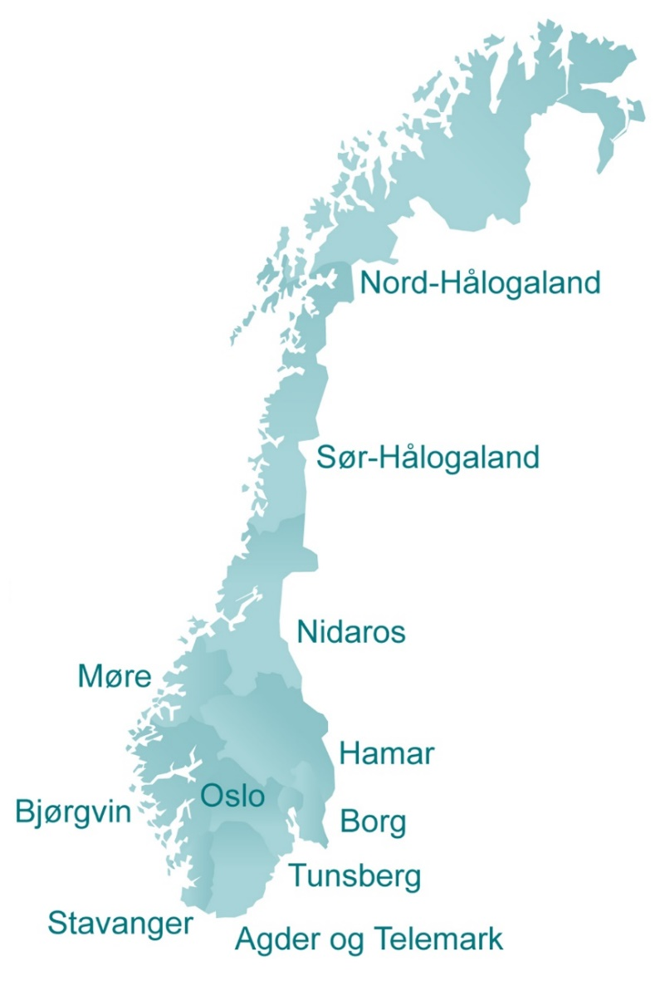 Nord-Hålogaland
Sør-Hålogaland
Nidaros
Møre
Hamar
Oslo
Bjørgvin
Borg
Tunsberg
Stavanger
Agder og Telemark